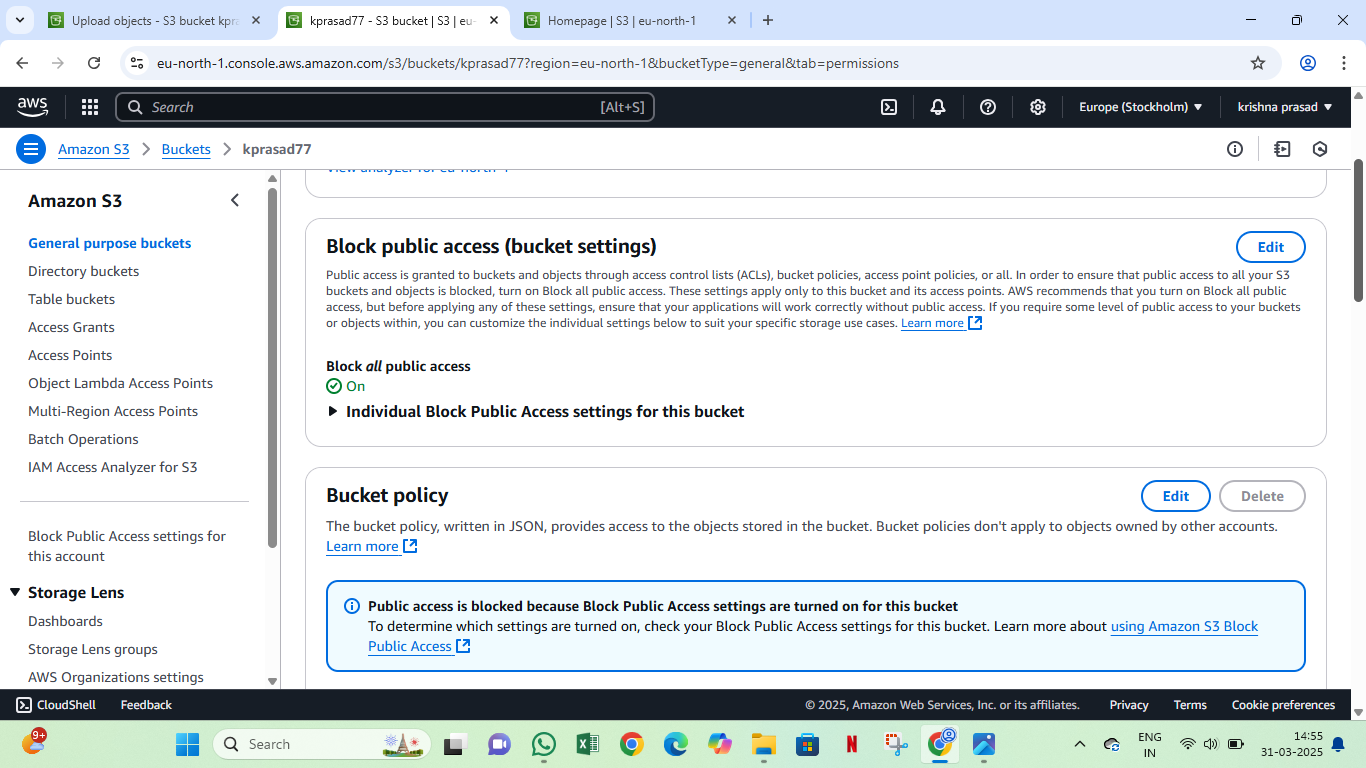 Upload objects - S3 bucket kpra
kprasad77 - S3 bucket | S3 | eu-
Homepage | S3 | eu-north-1
eu-north-1.console.aws.amazon.com/s3/buckets/kprasad77?region=eu-north-1&bucketType=general&tab=permissions
aws
Search
[Alt+S]
Europe (Stockholm)
krishna prasad
Amazon S3
Buckets
kprasad77
Amazon S3
General purpose buckets
Directory buckets
Table buckets
Access Grants
Access Points
Object Lambda Access Points
Multi-Region Access Points
Batch Operations
IAM Access Analyzer for S3
Block Public Access settings for
this account
Storage Lens
Dashboards
Storage Lens groups
AWS Organizations settings
View analyzer for eu-north-1
Block public access (bucket settings)
Edit
Public access is granted to buckets and objects through access control lists (ACLs), bucket policies, access point policies, or all. In order to ensure that public access to all your S3
buckets and objects is blocked, turn on Block all public access. These settings apply only to this bucket and its access points. AWS recommends that you turn on Block all public
access, but before applying any of these settings, ensure that your applications will work correctly without public access. If you require some level of public access to your buckets
or objects within, you can customize the individual settings below to suit your specific storage use cases. Learn more
Block all public access
On
Individual Block Public Access settings for this bucket
Bucket policy
Edit
Delete
The bucket policy, written in JSON, provides access to the objects stored in the bucket. Bucket policies don't apply to objects owned by other accounts.
Learn more
Public access is blocked because Block Public Access settings are turned on for this bucket
To determine which settings are turned on, check your Block Public Access settings for this bucket. Learn more about using Amazon S3 Block
Public Access
CloudShell
Feedback
© 2025, Amazon Web Services, Inc. or its affiliates.
Privacy
Terms
Cookie preferences
9+
Search
ENG
IN
14:55
31-03-2025